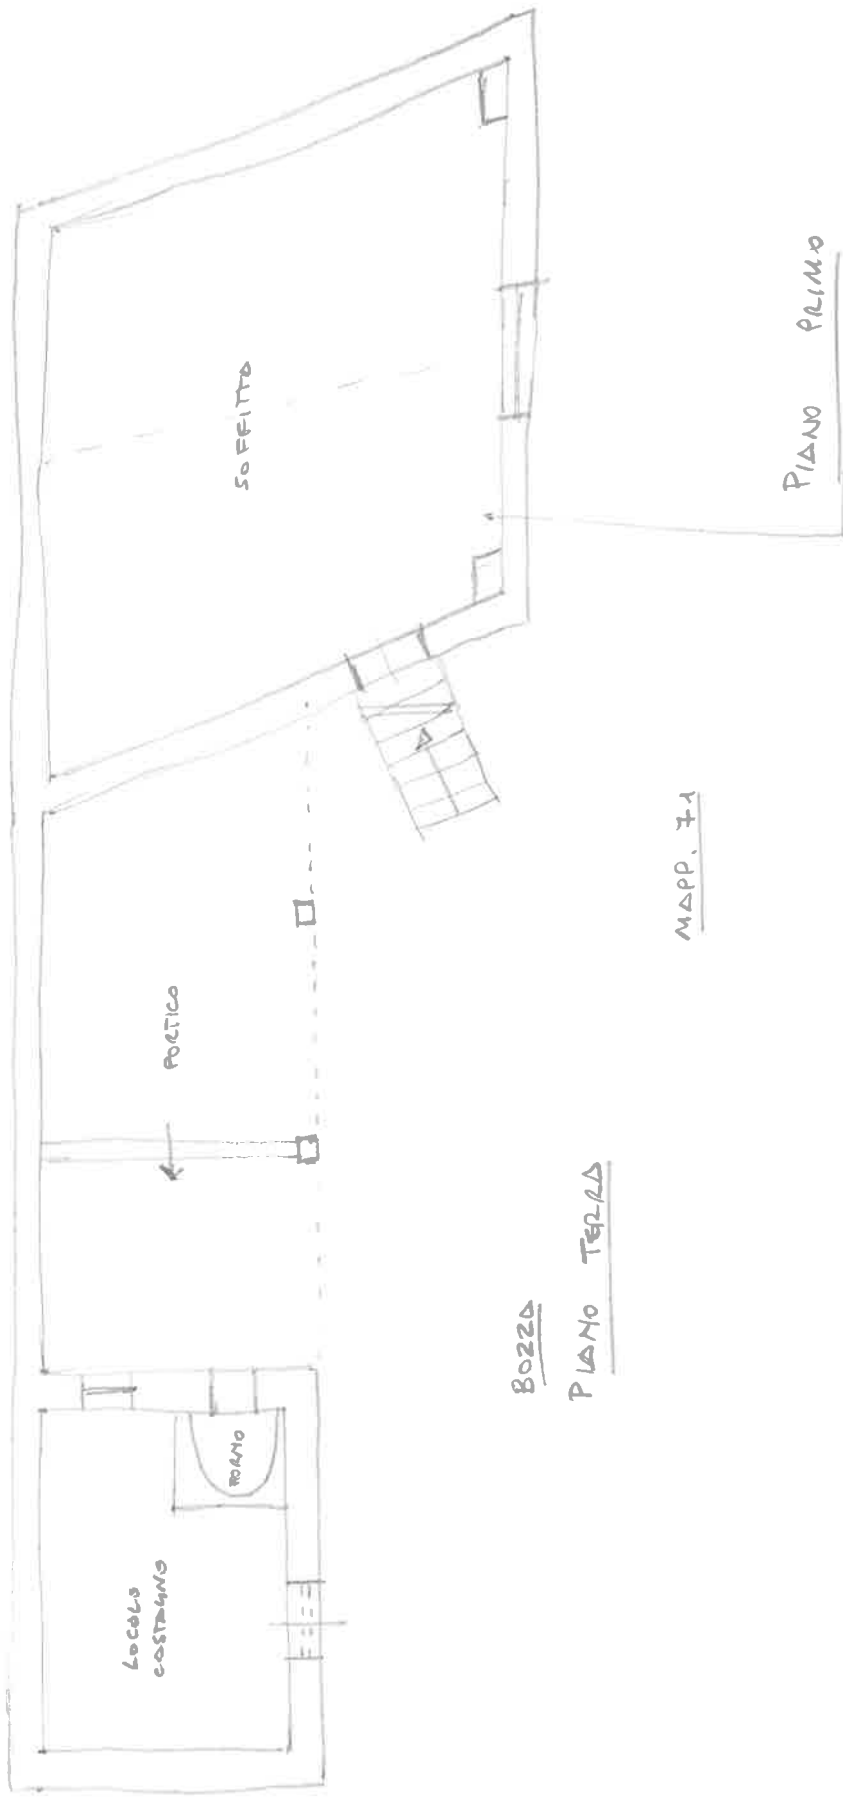 SOFFITTO
PIANO PRIMO
PORTICO
MAPP. 71
BOZZA
PIANO TERRA
FORNO
LOCALE
CASTAGNE